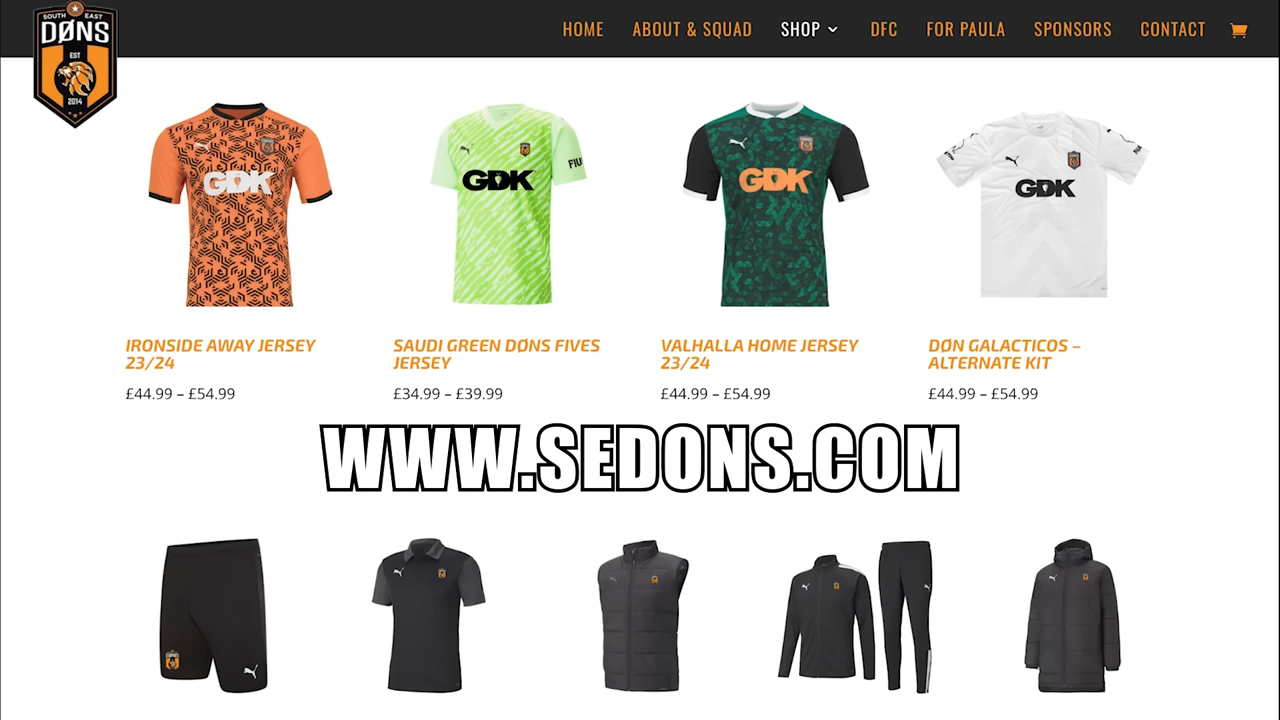 SOUTH EAST
DØNS
EST
2014
HOME ABOUT & SQUAD SHOP DFC FOR PAULA SPONSORS CONTACT
GDK
GDK
FIU
GDK
GDK
IRONSIDE AWAY JERSEY
23/24
£44.99 – £54.99
SAUDI GREEN DØNS FIVES
JERSEY
£34.99 – £39.99
VALHALLA HOME JERSEY
23/24
£44.99 – £54.99
DØN GALACTICOS –
ALTERNATE KIT
£44.99 – £54.99
WWW.SEDONS.COM